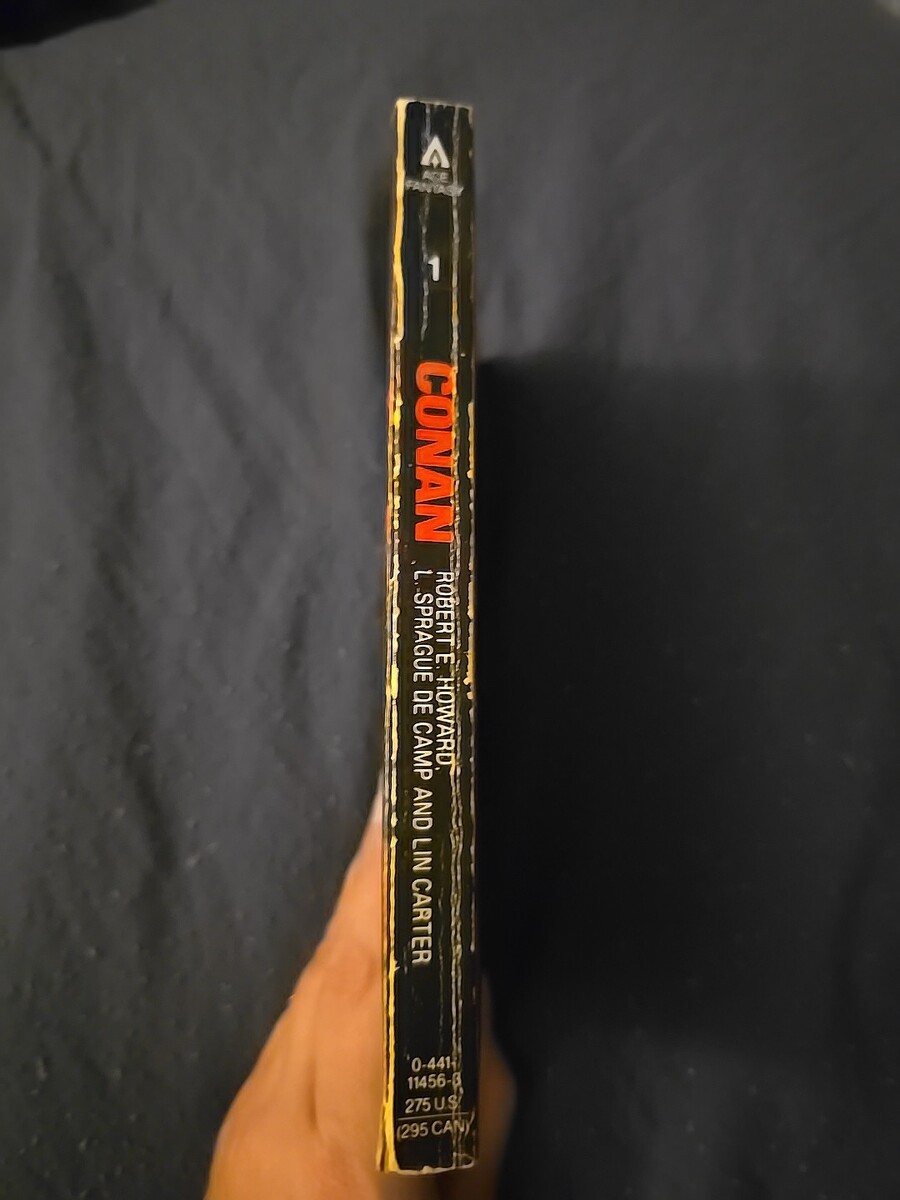 ACE
FANTASY
1
CONAN
ROBERT E. HOWARD,
L. SPRAGUE DE CAMP AND LIN CARTER
0-441-
11456-3
275 U.S.
(295 CAN)